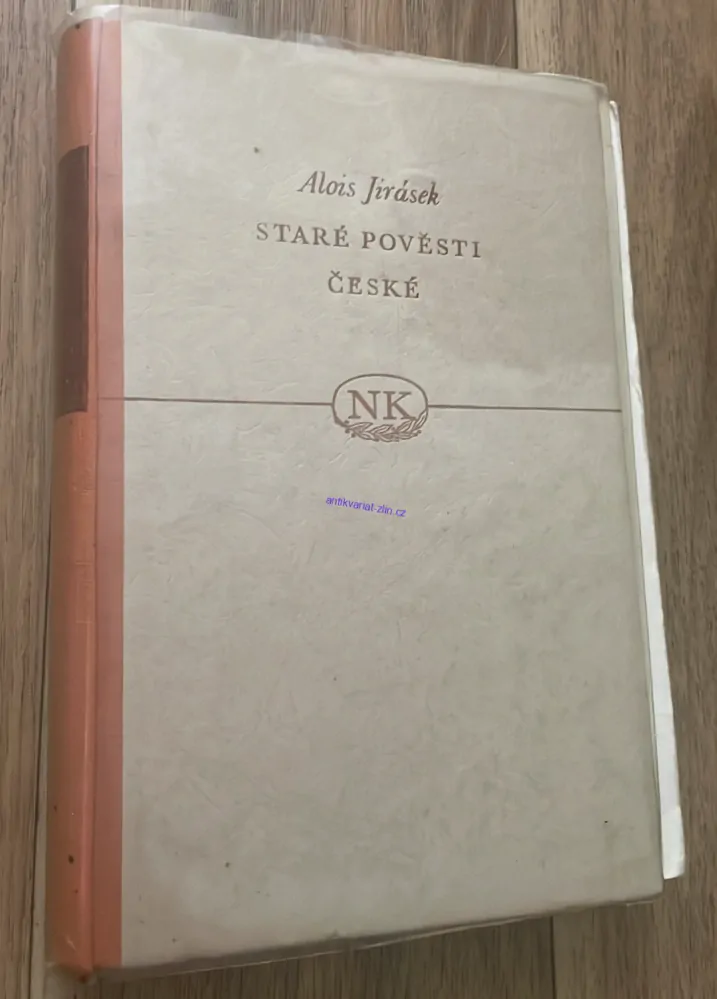 Alois Jirásek
STARÉ POVĚSTI
ČESKÉ
NK
antikvariat-zlin.cz